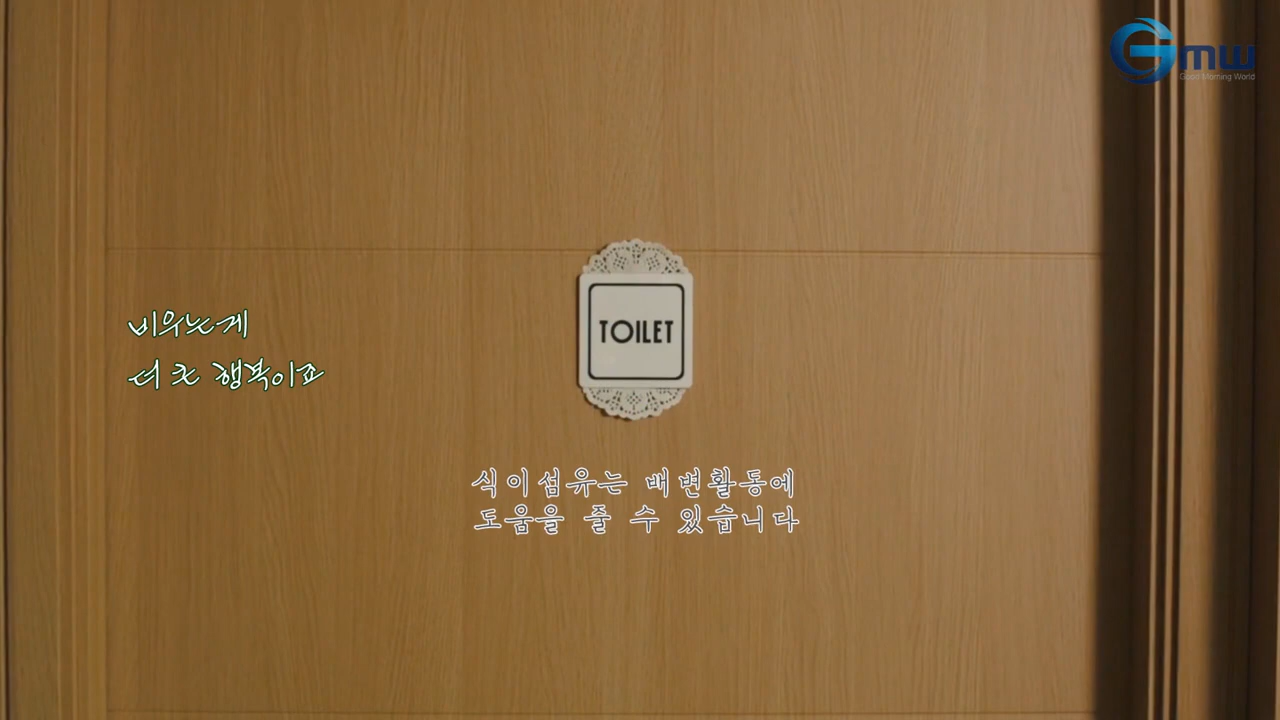 Gmw
Good Morning World
비우는게
더 큰 행복이죠
TOILET
식이섬유는 배변활동에
도움을 줄 수 있습니다